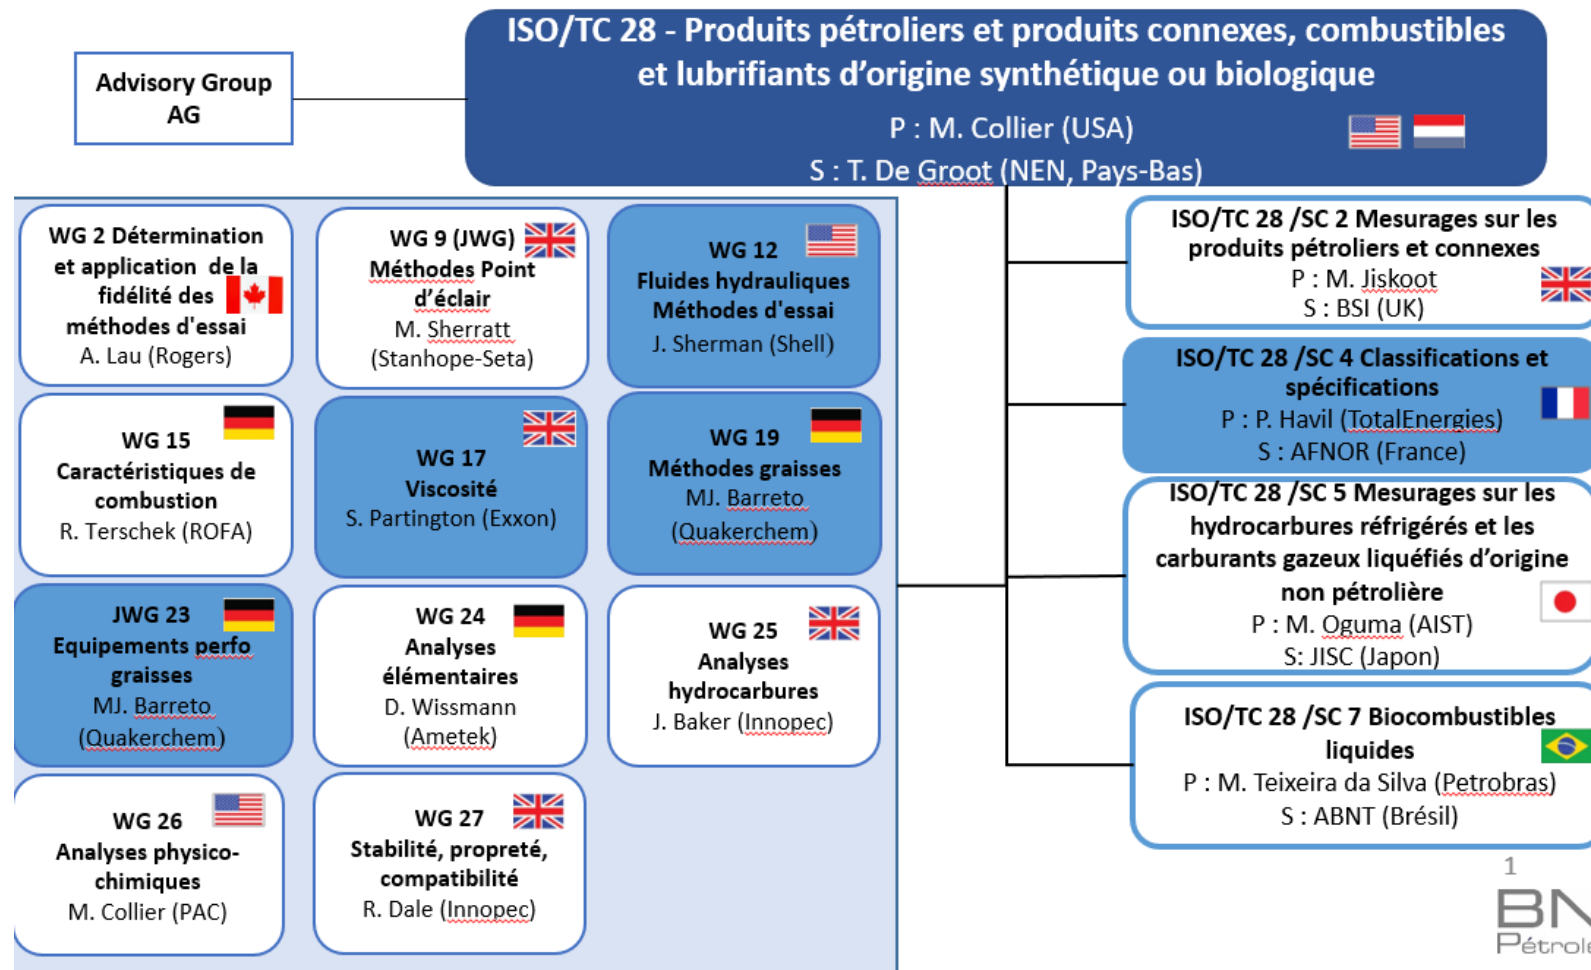 ISO/TC 28 - Produits pétroliers et produits connexes, combustibles
et lubrifiants d'origine synthétique ou biologique
P : M. Collier (USA)
S : T. De Groot (NEN, Pays-Bas)
Advisory Group
AG
WG 2 Détermination
et application de la
fidélité des
méthodes d'essai
A. Lau (Rogers)
WG 9 (JWG)
Méthodes Point
d'éclair
M. Sherratt
(Stanhope-Seta)
WG 12
Fluides hydrauliques
Méthodes d'essai
J. Sherman (Shell)
WG 15
Caractéristiques de
combustion
R. Terschek (ROFA)
WG 17
Viscosité
S. Partington (Exxon)
WG 19
Méthodes graisses
MJ. Barreto
(Quakerchem)
JWG 23
Equipements perfo
graisses
MJ. Barreto
(Quakerchem)
WG 24
Analyses
élémentaires
D. Wissmann
(Ametek)
WG 25
Analyses
hydrocarbures
J. Baker (Innopec)
WG 26
Analyses physico-
chimiques
M. Collier (PAC)
WG 27
Stabilité, propreté,
compatibilité
R. Dale (Innopec)
ISO/TC 28 /SC 2 Mesurages sur les
produits pétroliers et connexes
P : M. Jiskoot
S : BSI (UK)
ISO/TC 28 /SC 4 Classifications et
spécifications
P : P. Havil (TotalEnergies)
S : AFNOR (France)
ISO/TC 28 /SC 5 Mesurages sur les
hydrocarbures réfrigérés et les
carburants gazeux liquéfiés d'origine
non pétrolière
P : M. Oguma (AIST)
S: JISC (Japon)
ISO/TC 28 /SC 7 Biocombustibles
liquides
P : M. Teixeira da Silva (Petrobras)
S : ABNT (Brésil)
1
BN
Pétrole